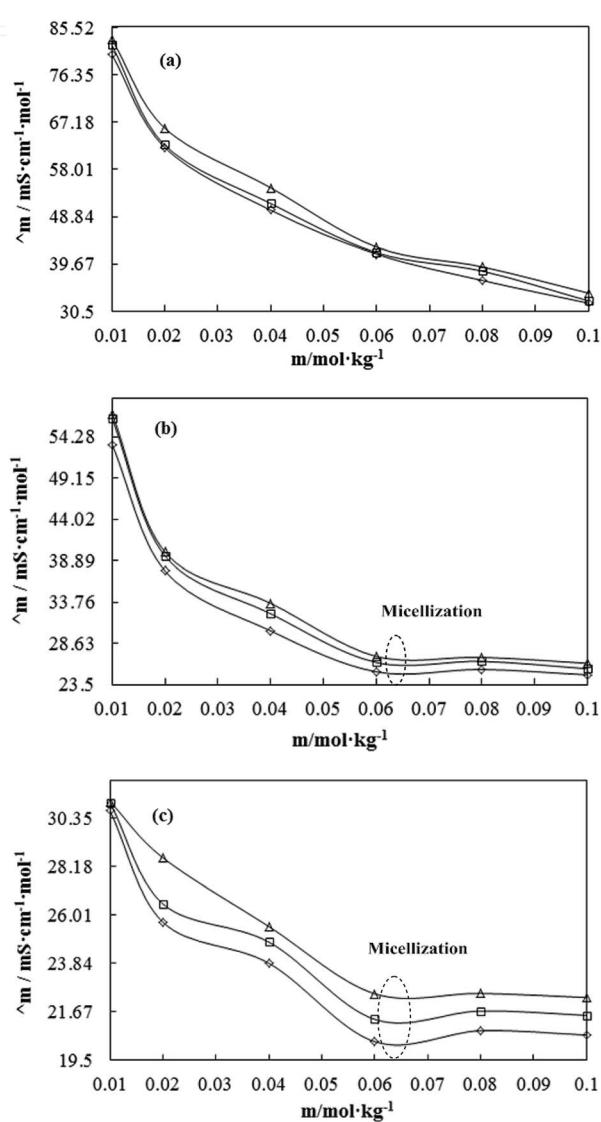 (a)
^m / mS·cm⁻¹·mol⁻¹
85.52
76.35
67.18
58.01
48.84
39.67
30.5
0.01 0.02 0.03 0.04 0.05 0.06 0.07 0.08 0.09 0.1
m/mol·kg⁻¹
(b)
^m / mS·cm⁻¹·mol⁻¹
54.28
49.15
44.02
38.89
33.76
Micellization
28.63
23.5
0.01 0.02 0.03 0.04 0.05 0.06 0.07 0.08 0.09 0.1
m/mol·kg⁻¹
(c)
^m / mS·cm⁻¹·mol⁻¹
30.35
28.18
26.01
Micellization
23.84
21.67
19.5
0.01 0.02 0.03 0.04 0.05 0.06 0.07 0.08 0.09 0.1
m/mol·kg⁻¹